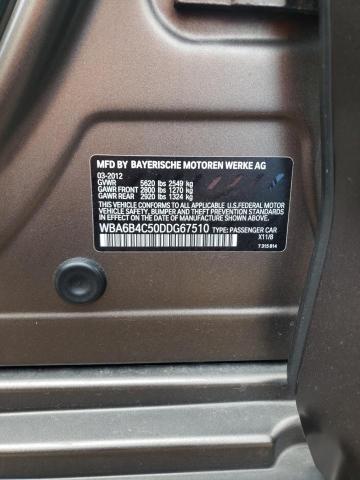 MFD BY BAYERISCHE MOTOREN WERKE AG
03-2012
GVWR 5620 lbs 2549 kg
GAWR FRONT 2800 lbs 1270 kg
GAWR REAR 2920 lbs 1324 kg
THIS VEHICLE CONFORMS TO ALL APPLICABLE U.S.FEDERAL MOTOR
VEHICLE SAFETY, BUMPER AND THEFT PREVENTION STANDARDS IN
EFFECT ON THE DATE OF MANUFACTURE SHOWN ABOVE.
WBA6B4C50DDG67510 TYPE: PASSENGER CAR
X11/8
7 315 814